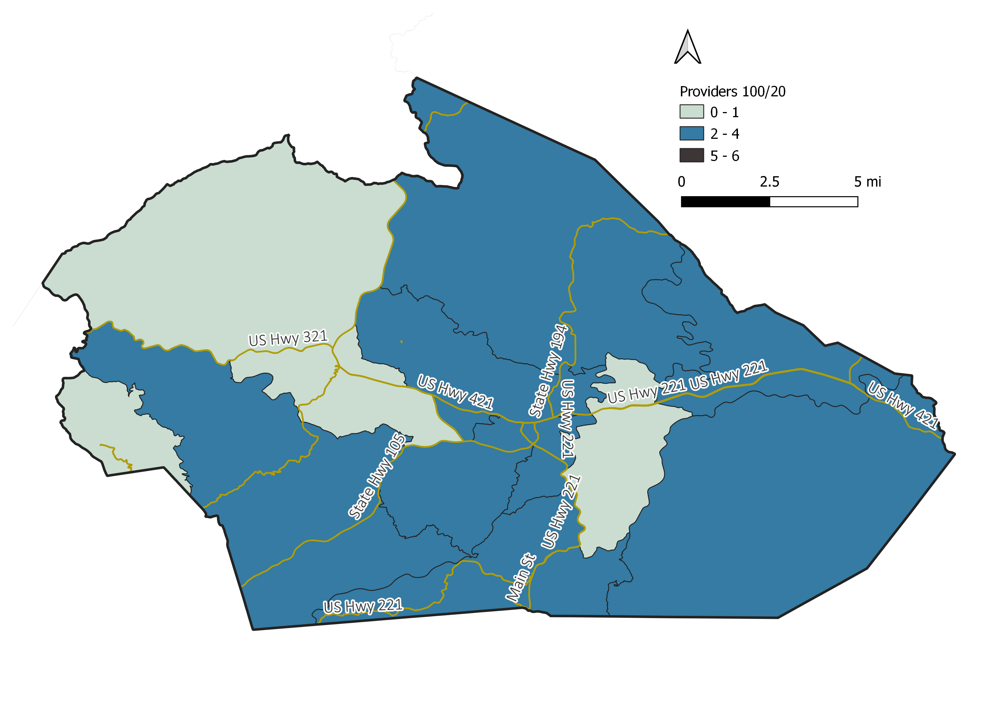 Providers 100/20
0 - 1
2 - 4
5 - 6
0 2.5 5 mi
US Hwy 321
State Hwy 194
US Hwy 421
US Hwy 221
US Hwy 221
US Hwy 221
US Hwy 421
State Hwy 105
US Hwy 221
Main St
US Hwy 221